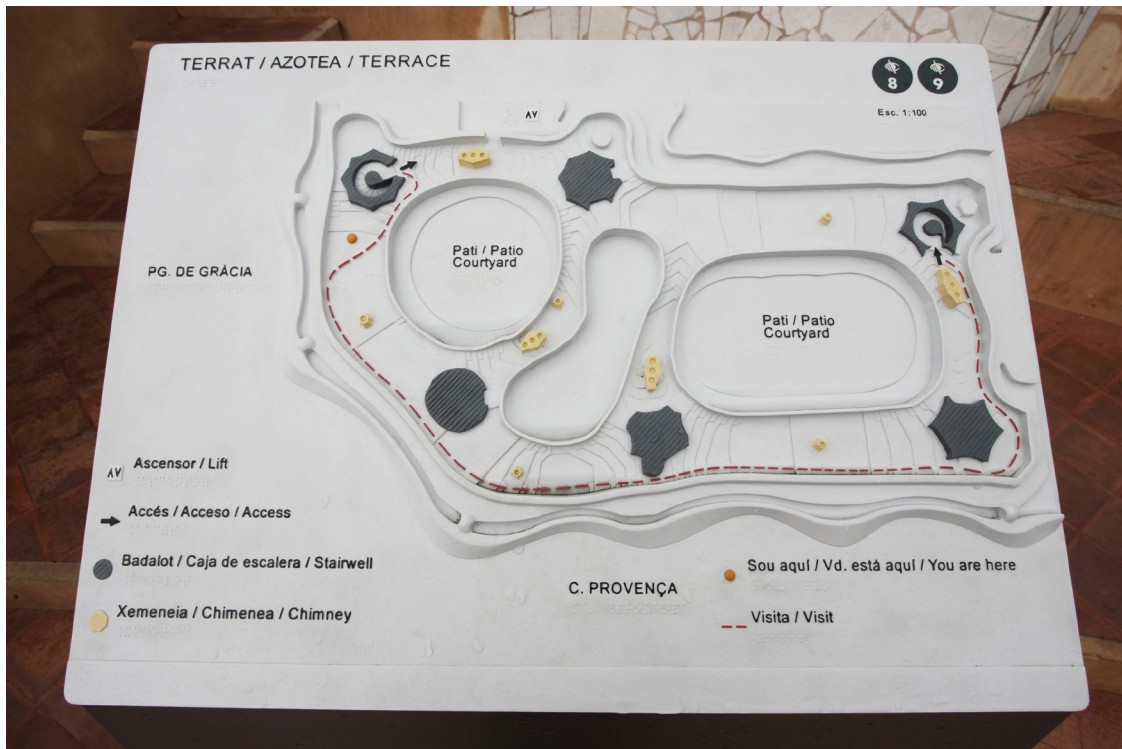 TERRAT / AZOTEA / TERRACE
8 9
Esc. 1:100
Pati / Patio
Courtyard
Pati / Patio
Courtyard
PG. DE GRÀCIA
Ascensor / Lift
Accés / Acceso / Access
Badalot / Caja de escalera / Stairwell
Xemeneia / Chimenea / Chimney
C. PROVENÇA
Sou aquí / Vd. está aquí / You are here
Visita / Visit